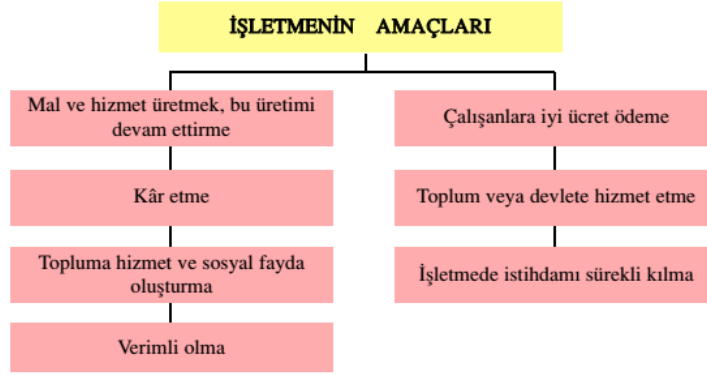 İŞLETMENİN AMAÇLARI
Mal ve hizmet üretmek, bu üretimi
devam ettirme
Kâr etme
Topluma hizmet ve sosyal fayda
oluşturma
Verimli olma
Çalışanlara iyi ücret ödeme
Toplum veya devlete hizmet etme
İşletmede istihdamı sürekli kılma